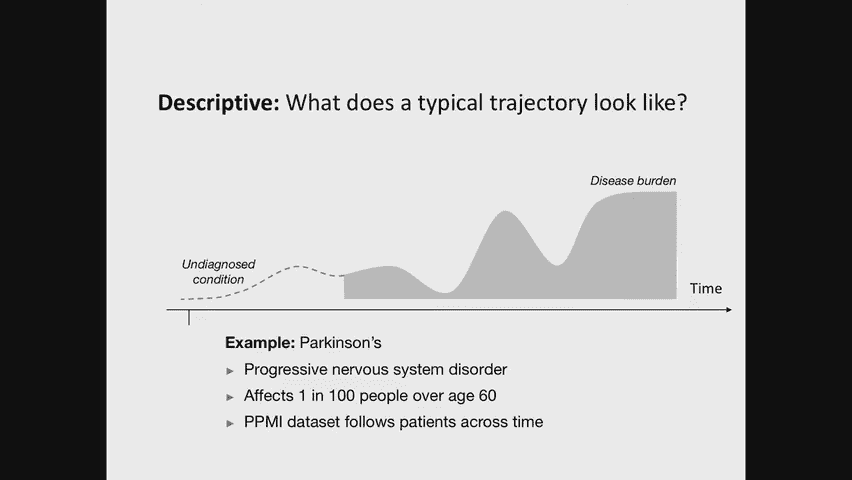 Descriptive: What does a typical trajectory look like?
Disease burden
Undiagnosed
condition
Time
Example: Parkinson's
▸ Progressive nervous system disorder
▸ Affects 1 in 100 people over age 60
▸ PPMI dataset follows patients across time